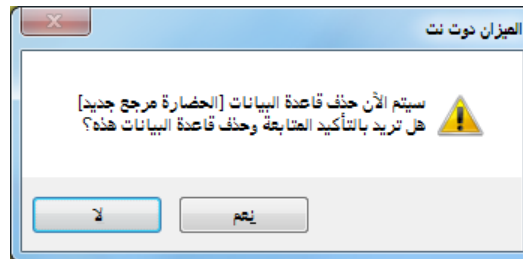 الميزان دوت نت
سيتم الآن حذف قاعدة البيانات [الحضارة مرجع جديد]
هل تريد بالتأكيد المتابعة وحذف قاعدة البيانات هذه؟
نعم
لا